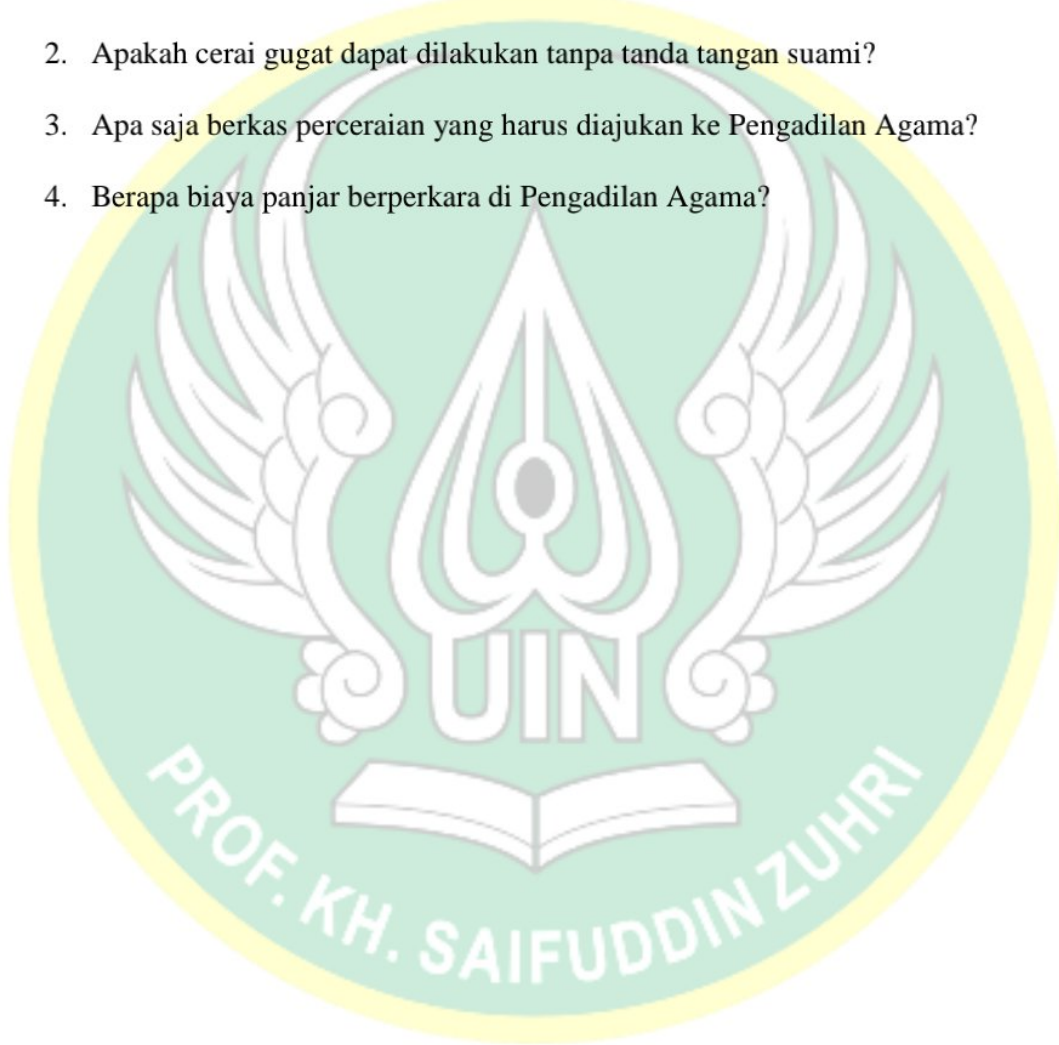 2. Apakah cerai gugat dapat dilakukan tanpa tanda tangan suami?
3. Apa saja berkas perceraian yang harus diajukan ke Pengadilan Agama?
4. Berapa biaya panjar berperkara di Pengadilan Agama?
UIN
PROF. KH. SAIFUDDIN ZUHRI